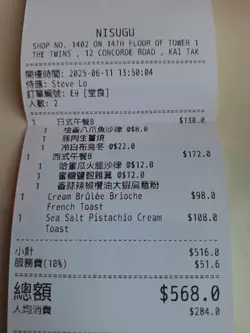 NISUGU
SHOP NO. 1402 ON 14TH FLOOR OF TOWER 1
THE TWINS , 12 CONCORDE ROAD , KAI TAK
開檯時間: 2025-06-11 13:50:04
侍應: Steve Lo
訂單編號: E9 [堂食]
人數: 2
1 日式午餐B $138.0
1 哈香八爪魚沙律 @$8.0
1 豚肉生薑燒
1 冷白布烏冬 @$22.0
1 西式午餐B $172.0
1 哈蜜瓜火腿沙律 @$12.0
1 蜜糖鹽麴雞翼 @$12.0
1 香蒜辣椒欖油大蝦扁意粉
1 Cream Brûlée Brioche $98.0
French Toast
1 Sea Salt Pistachio Cream $108.0
Toast
小計 $516.0
服務費(10%) $51.6
總額 $568.0
人均消費 $284.0